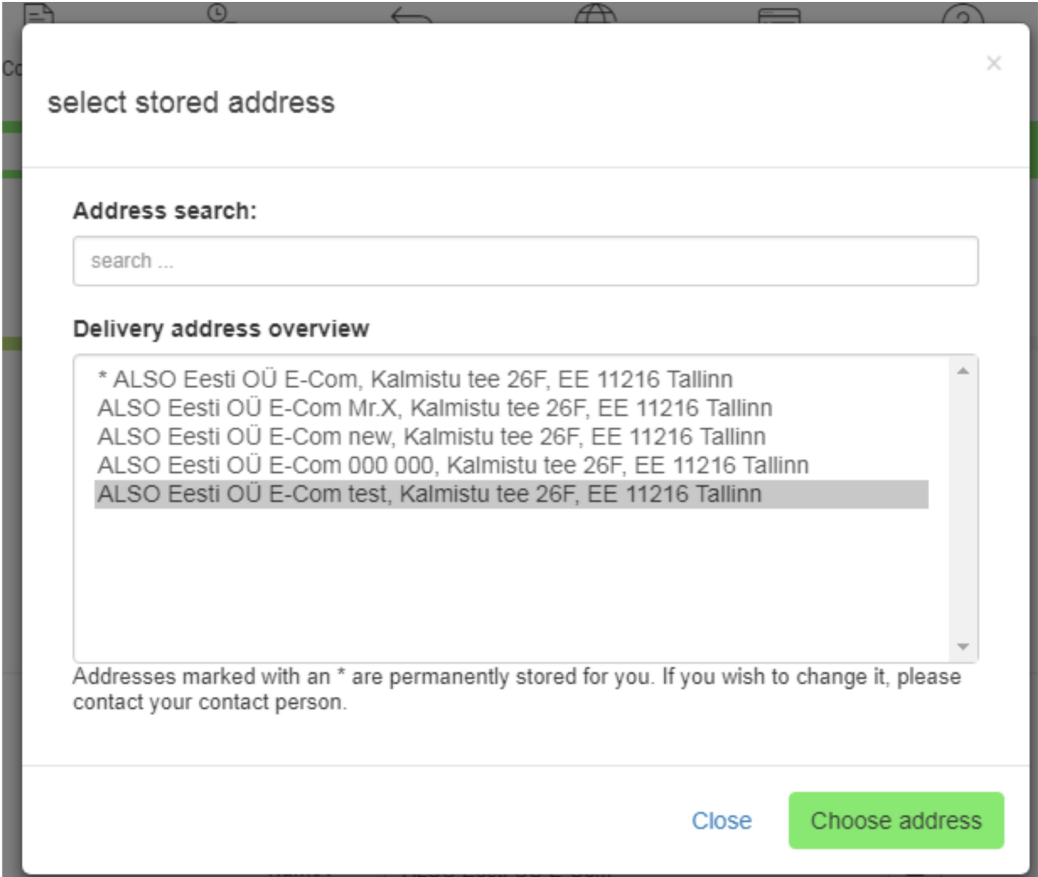 Co
×
select stored address
Address search:
search ...
Delivery address overview
* ALSO Eesti OÜ E-Com, Kalmistu tee 26F, EE 11216 Tallinn
ALSO Eesti OÜ E-Com Mr.X, Kalmistu tee 26F, EE 11216 Tallinn
ALSO Eesti OÜ E-Com new, Kalmistu tee 26F, EE 11216 Tallinn
ALSO Eesti OÜ E-Com 000 000, Kalmistu tee 26F, EE 11216 Tallinn
ALSO Eesti OÜ E-Com test, Kalmistu tee 26F, EE 11216 Tallinn
Addresses marked with an * are permanently stored for you. If you wish to change it, please
contact your contact person.
Close
Choose address